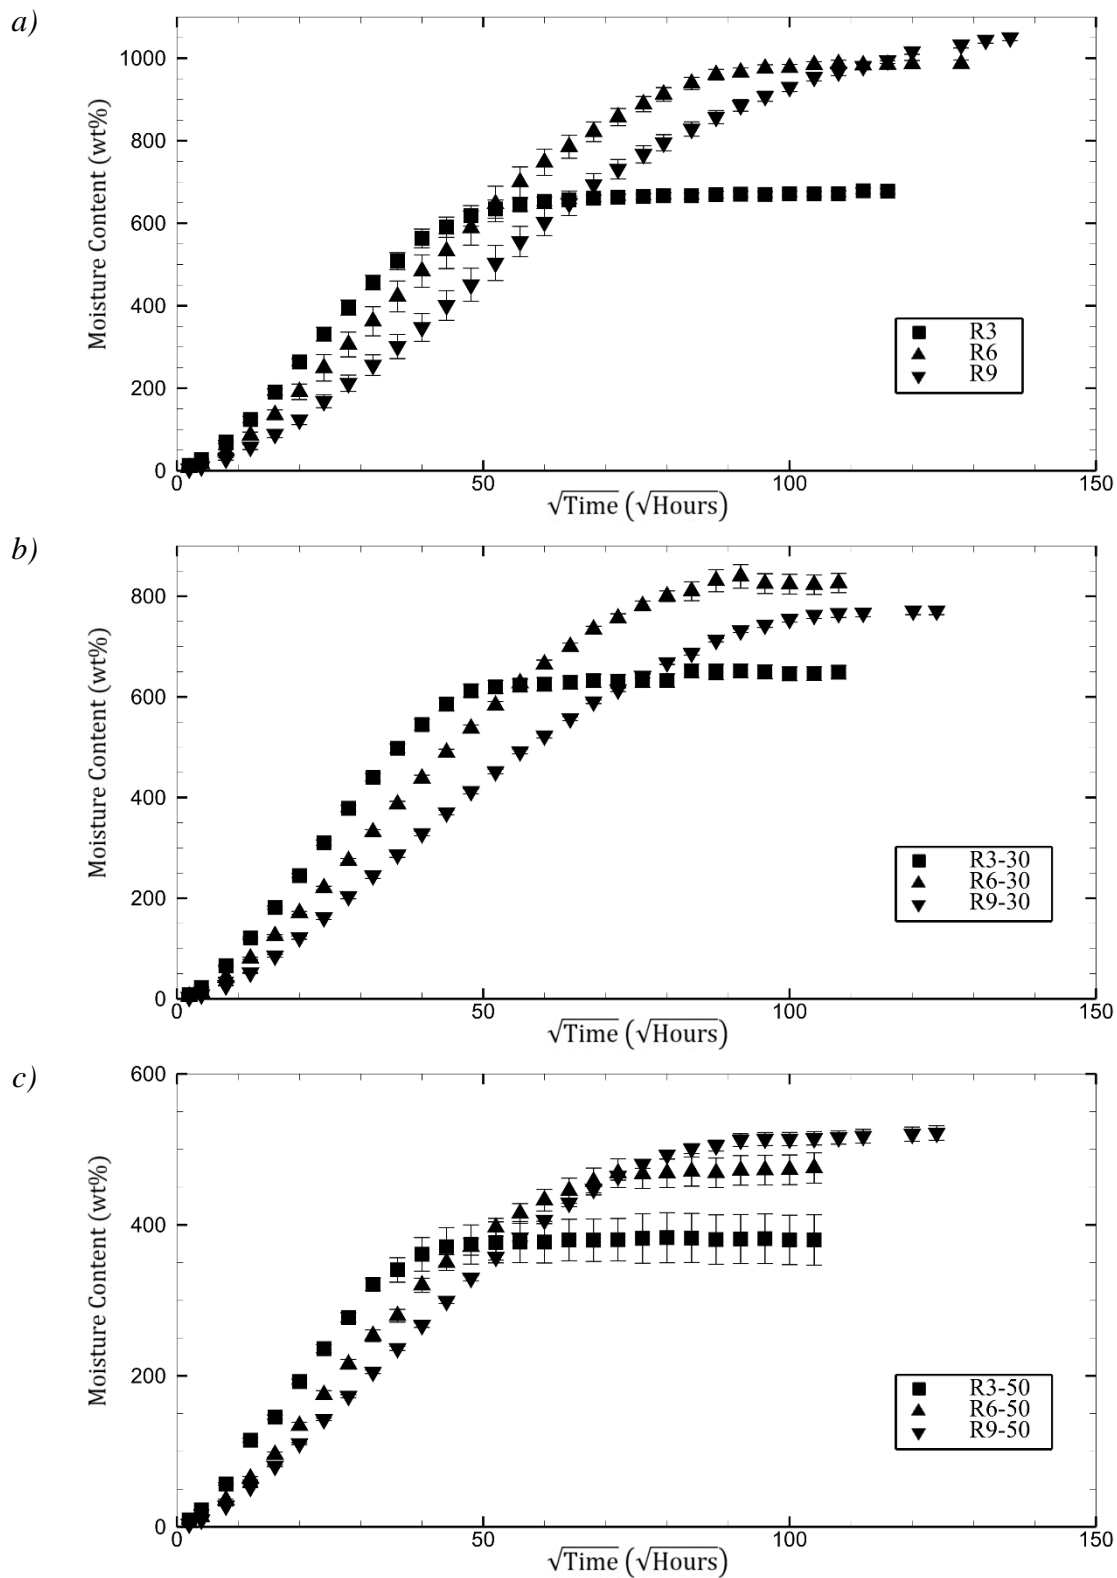 a)
1000
800
600
400
200
0
Moisture Content (wt%)
0 50 100 150
√Time (√Hours)
R3
R6
R9
b)
800
600
400
200
0
Moisture Content (wt%)
0 50 100 150
√Time (√Hours)
R3-30
R6-30
R9-30
c)
600
400
200
0
Moisture Content (wt%)
0 50 100 150
√Time (√Hours)
R3-50
R6-50
R9-50